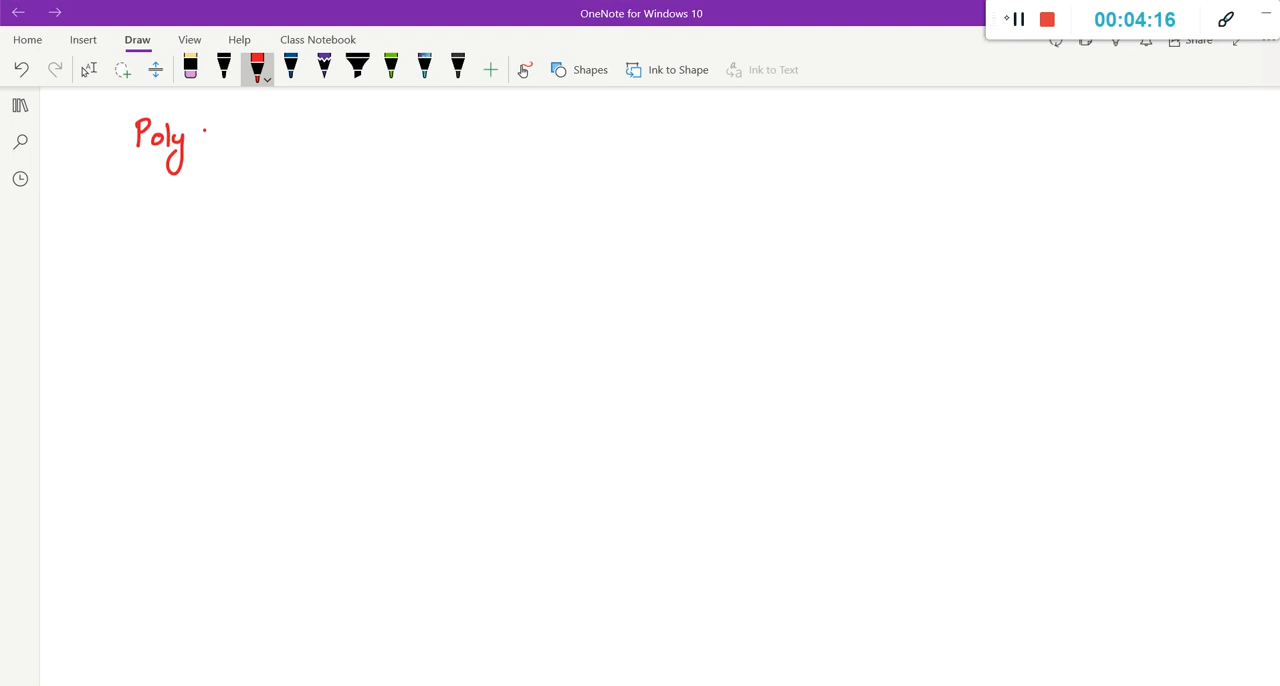 OneNote for Windows 10
00:04:16
Home Insert Draw View Help Class Notebook
Share
Shapes Ink to Shape Ink to Text
Poly